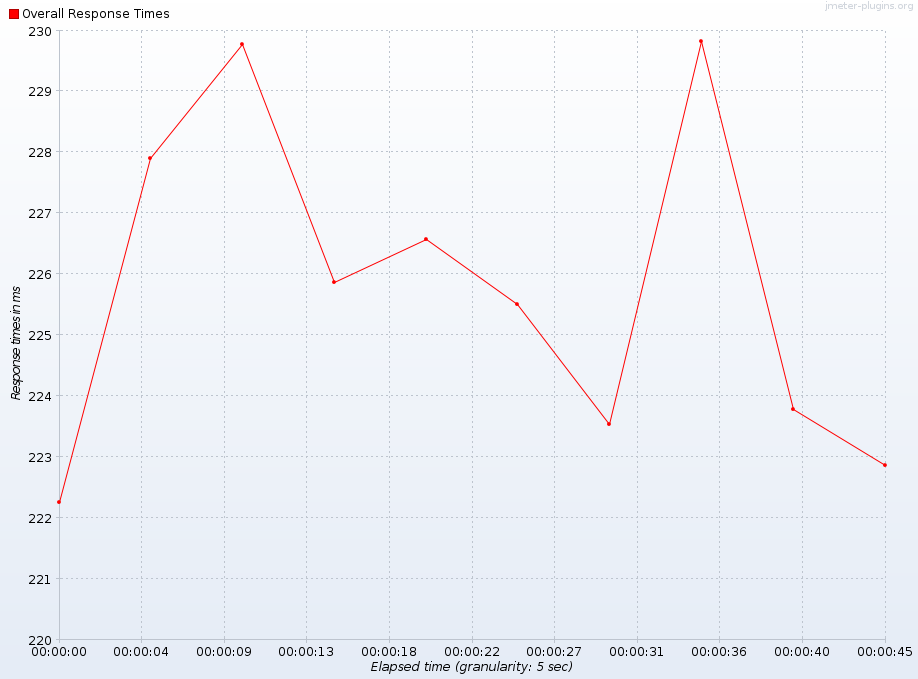 jmeter-plugins.org
Overall Response Times
230
229
228
227
226
225
224
223
222
221
220
Response times in ms
00:00:00 00:00:04 00:00:09 00:00:13 00:00:18 00:00:22 00:00:27 00:00:31 00:00:36 00:00:40 00:00:45
Elapsed time (granularity: 5 sec)